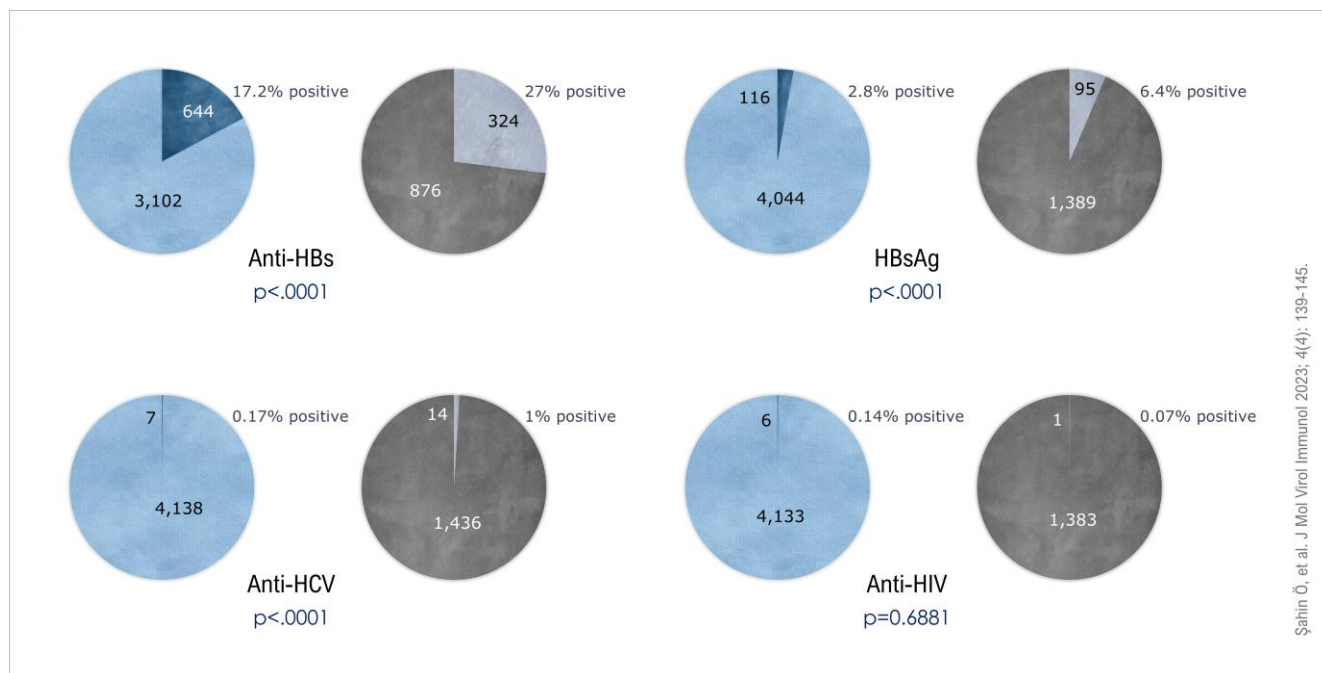 644
17.2% positive
3,102
324
27% positive
876
Anti-HBs
p<.0001
116
2.8% positive
4,044
95
6.4% positive
1,389
HBsAg
p<.0001
7
0.17% positive
4,138
14
1% positive
1,436
Anti-HCV
p<.0001
6
0.14% positive
4,133
1
0.07% positive
1,383
Anti-HIV
p=0.6881
Şahin Ö, et al. J Mol Virol Immunol 2023; 4(4): 139-145.